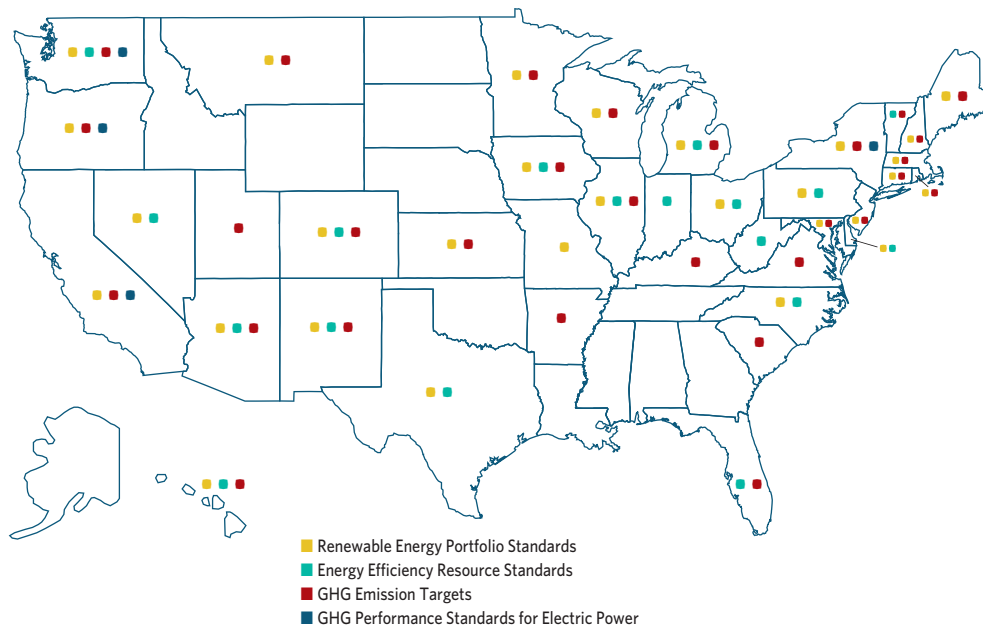 Renewable Energy Portfolio Standards
Energy Efficiency Resource Standards
GHG Emission Targets
GHG Performance Standards for Electric Power